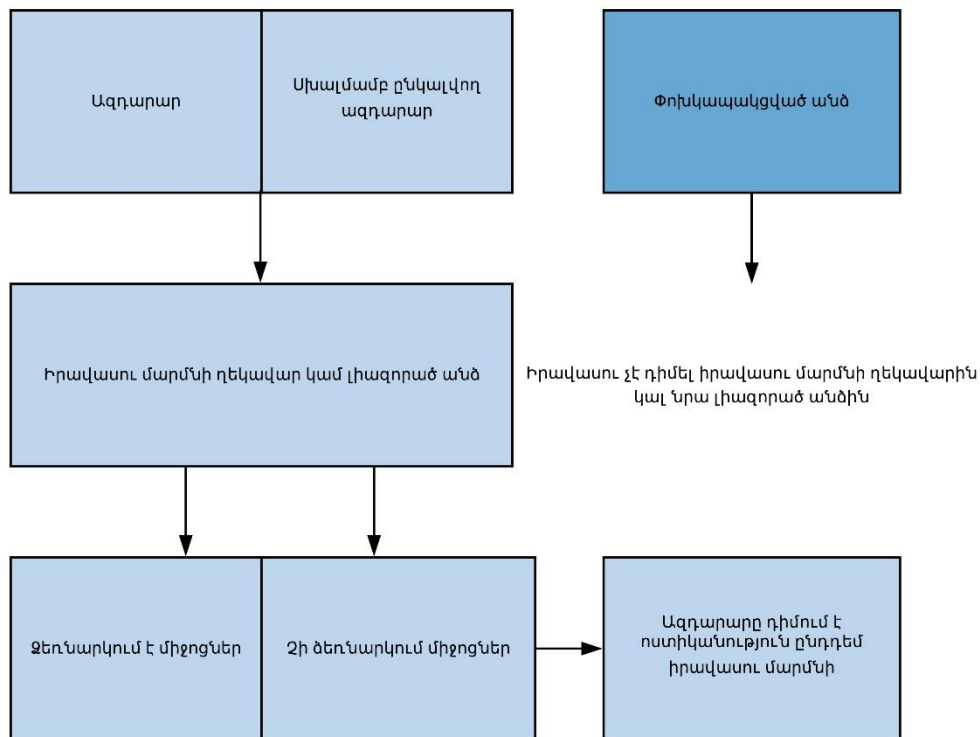 Ազդարար
Սխալմամբ ընկալվող
ազդարար
Փոխկապակցված անձ
Իրավասու մարմնի ղեկավար կամ լիազորած անձ
Իրավասու չէ դիմել իրավասու մարմնի ղեկավարին
կալ նրա լիազորած անձին
Ձեռնարկում է միջոցներ
Չի ձեռնարկում միջոցներ
Ազդարարը դիմում է
ոստիկանություն ընդդեմ
իրավասու մարմնի